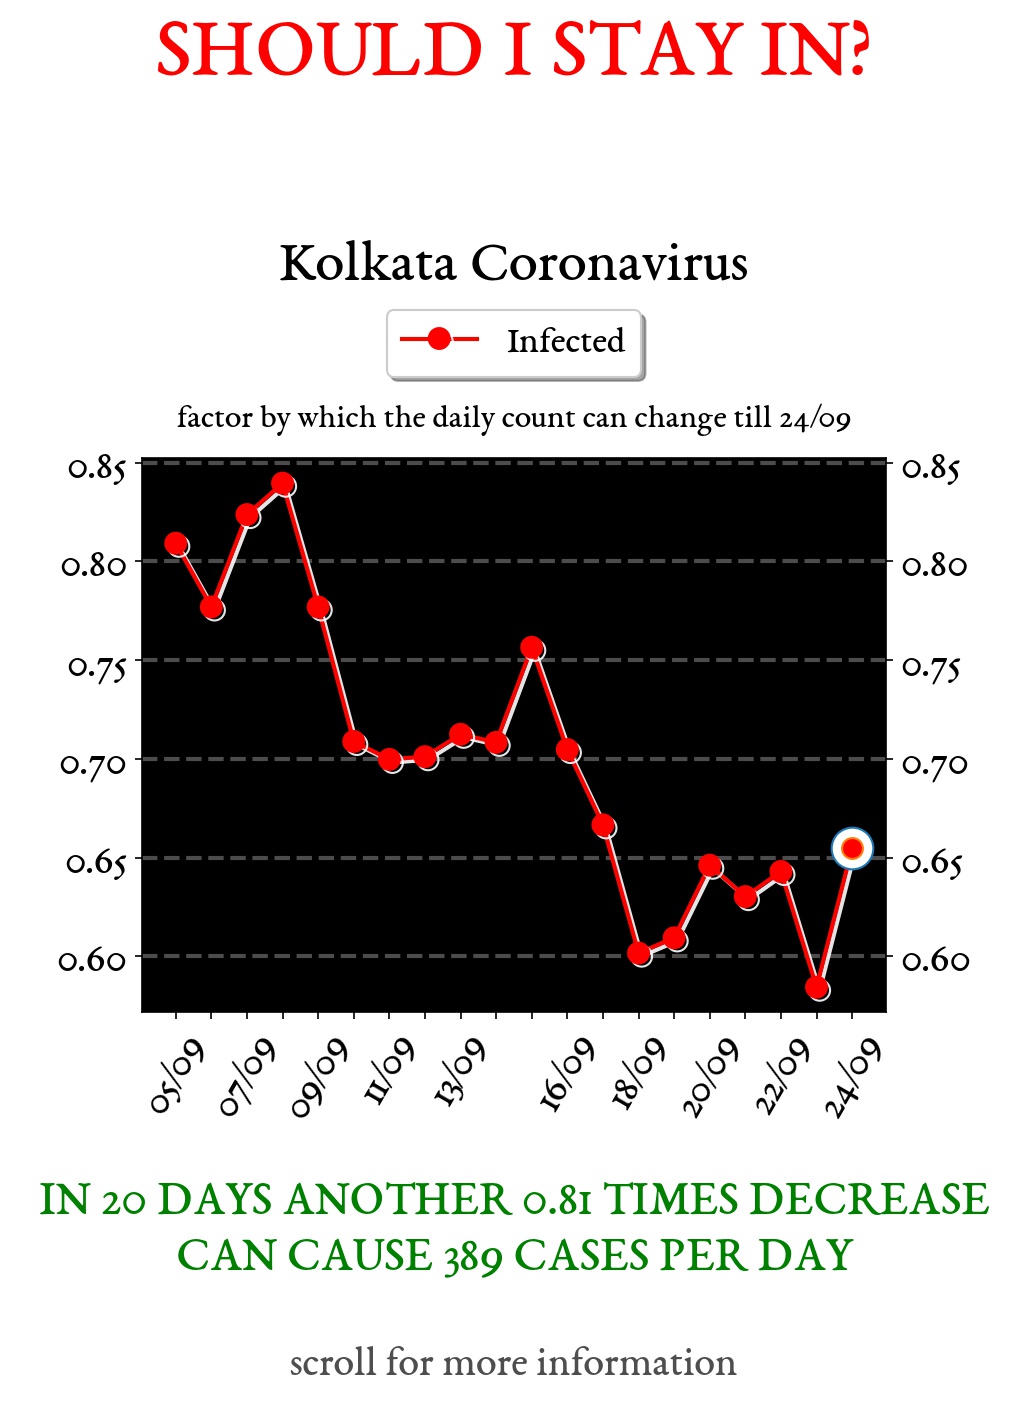 SHOULD I STAY IN?
Kolkata Coronavirus
Infected
factor by which the daily count can change till 24/09
0.85 0.85
0.80 0.80
0.75 0.75
0.70 0.70
0.65 0.65
0.60 0.60
05/09 07/09 09/09 11/09 13/09 16/09 18/09 20/09 22/09 24/09
IN 20 DAYS ANOTHER 0.81 TIMES DECREASE
CAN CAUSE 389 CASES PER DAY
scroll for more information